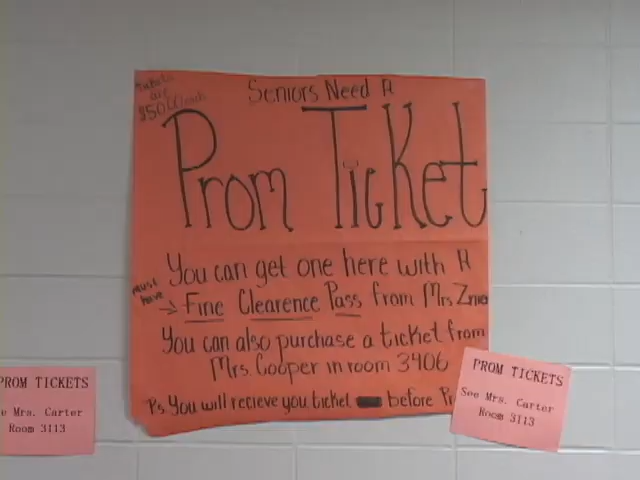 Tickets
are
$50.00 each
Seniors Need A
Prom Ticket
You can get one here with A
must
have
→ Fine Clearence Pass from Mrs
You can also purchase a ticket from
Mrs. Cooper in room 3406
Ps. You will recieve you ticket before
PROM TICKETS
See Mrs. Carter
Room 3113
PROM TICKETS
Mrs. Carter
Room 3113